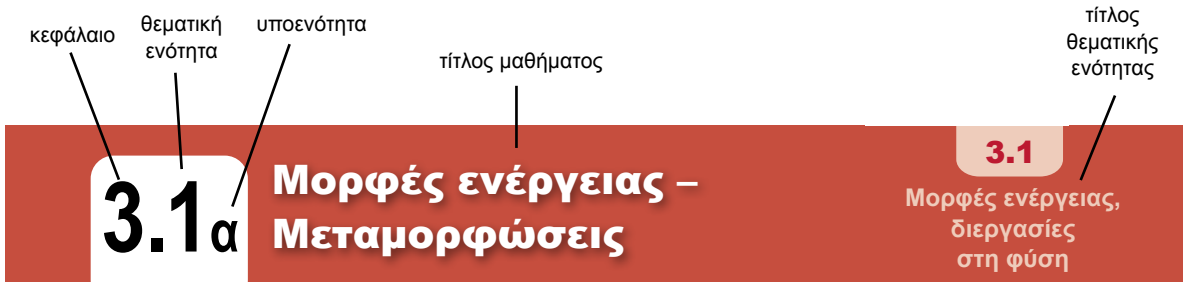 κεφάλαιο
θεματική
ενότητα
υποενότητα
τίτλος μαθήματος
τίτλος
θεματικής
ενότητας
3.1α
Μορφές ενέργειας –
Μεταμορφώσεις
3.1
Μορφές ενέργειας,
διεργασίες
στη φύση